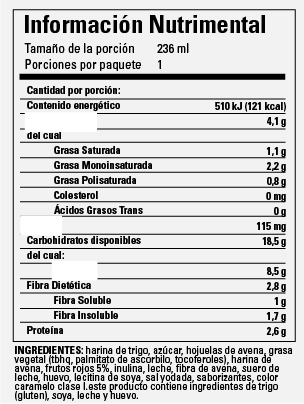 Información Nutrimental
Tamaño de la porción 236 ml
Porciones por paquete 1
Cantidad por porción:
Contenido energético 510 kJ (121 kcal)
4,1 g
del cual
Grasa Saturada 1,1 g
Grasa Monoinsaturada 2,2 g
Grasa Polisaturada 0,8 g
Colesterol 0 mg
Ácidos Grasos Trans 0 g
115 mg
Carbohidratos disponibles 18,5 g
del cual:
8,5 g
Fibra Dietética 2,8 g
Fibra Soluble 1 g
Fibra Insoluble 1,7 g
Proteína 2,6 g
INGREDIENTES: harina de trigo, azúcar, hojuelas de avena, grasa
vegetal (tbhq, palmitato de ascorbilo, tocoferoles), harina de
avena, frutos rojos 5%, inulina, leche, fibra de avena, suero de
leche, huevo, lecitina de soya, sal yodada, saborizantes, color
caramelo clase I.este producto contiene ingredientes de trigo
(gluten), soya, leche y huevo.